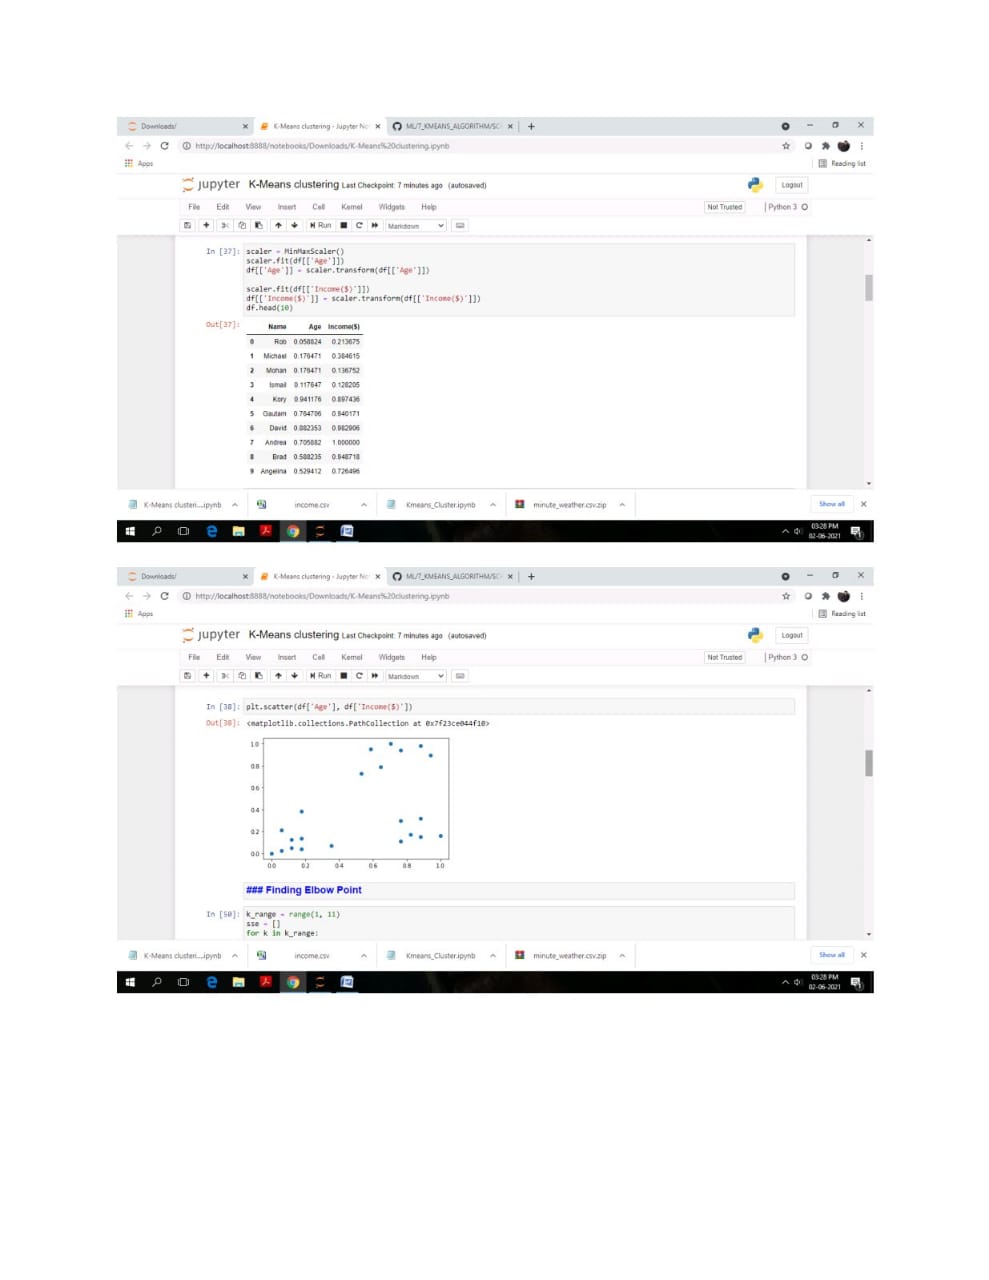 Downloads/ K-Means clustering - Jupyter No ML/7_KMEANS_ALGORITHM/SC
http://localhost:8888/notebooks/Downloads/K-Means%20clustering.ipynb
Apps Reading list
jupyter K-Means clustering Last Checkpoint: 7 minutes ago (autosaved) Logout
File Edit View Insert Cell Kernel Widgets Help Not Trusted Python 3
Run Markdown
In [37]: scaler = MinMaxScaler()
scaler.fit(df[['Age']])
df[['Age']] = scaler.transform(df[['Age']])
scaler.fit(df[['Income($)']])
df[['Income($)']] = scaler.transform(df[['Income($)']])
df.head(10)
Out[37]:
Name Age Income($)
0 Rob 0.058824 0.213675
1 Michael 0.176471 0.384615
2 Mohan 0.176471 0.136752
3 Ismail 0.117647 0.128205
4 Kory 0.941176 0.897436
5 Gautam 0.764706 0.940171
6 David 0.882353 0.982906
7 Andrea 0.705882 1.000000
8 Brad 0.588235 0.948718
9 Angelina 0.529412 0.726496
K-Means clusteri....ipynb income.csv Kmeans_Cluster.ipynb minute_weather.csv.zip Show all
03:28 PM
02-06-2021
Downloads/ K-Means clustering - Jupyter No ML/7_KMEANS_ALGORITHM/SC
http://localhost:8888/notebooks/Downloads/K-Means%20clustering.ipynb
Apps Reading list
jupyter K-Means clustering Last Checkpoint: 7 minutes ago (autosaved) Logout
File Edit View Insert Cell Kernel Widgets Help Not Trusted Python 3
Run Markdown
In [38]: plt.scatter(df['Age'], df['Income($)'])
Out[38]: <matplotlib.collections.PathCollection at 0x7f23ce044f10>
1.0
0.8
0.6
0.4
0.2
0.0
0.0 0.2 0.4 0.6 0.8 1.0
### Finding Elbow Point
In [50]: k_range = range(1, 11)
sse = []
for k in k_range:
K-Means clusteri....ipynb income.csv Kmeans_Cluster.ipynb minute_weather.csv.zip Show all
03:28 PM
02-06-2021